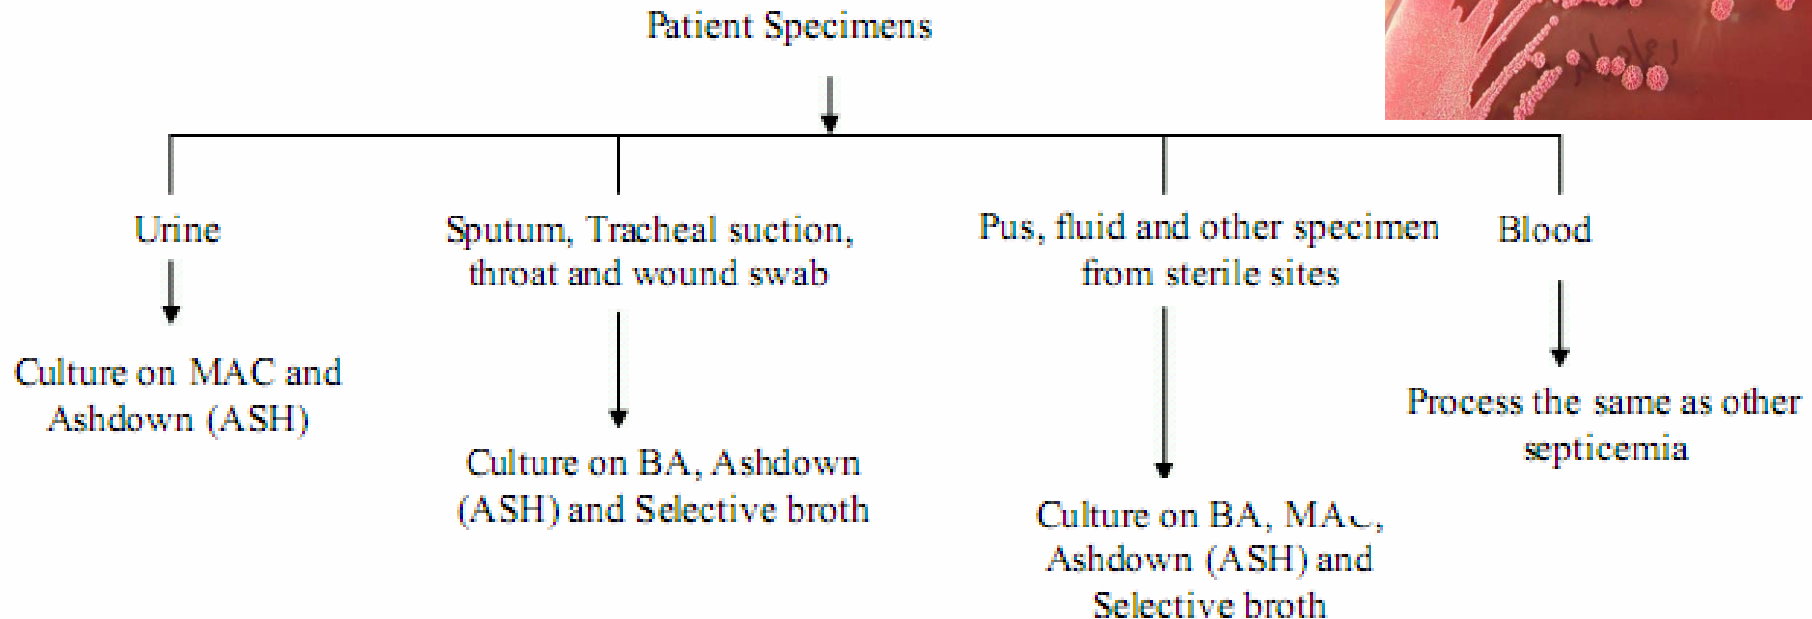 Patient Specimens
Urine
Sputum, Tracheal suction,
throat and wound swab
Pus, fluid and other specimen
from sterile sites
Blood
Culture on MAC and
Ashdown (ASH)
Culture on BA, Ashdown
(ASH) and Selective broth
Culture on BA, MAC,
Ashdown (ASH) and
Selective broth
Process the same as other
septicemia